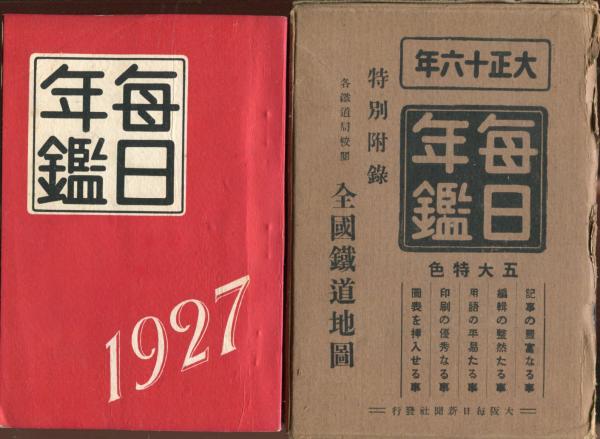 毎日
年鑑
1927
大正十六年
毎日
年鑑
五大特色
記事の豊富なる事
編輯の整然たる事
用語の平易たる事
印刷の優秀なる事
圖表を挿入せる事
特別附錄
各鐵道局校閲
全國鐵道地圖
大阪毎日新聞社發行